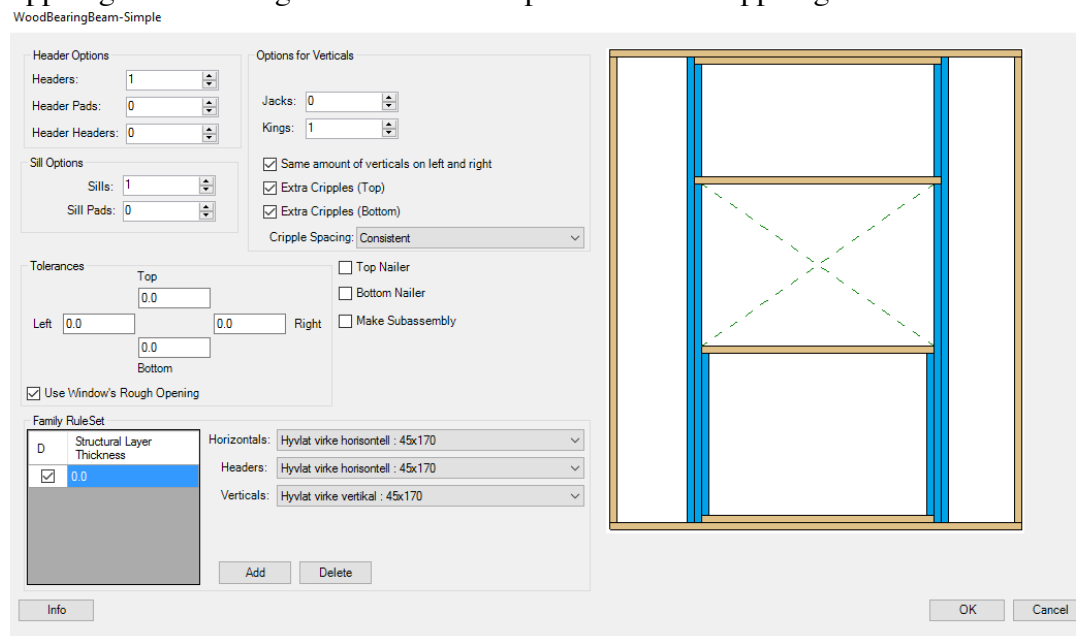 WoodBearingBeam-Simple
Header Options
Headers: 1
Header Pads: 0
Header Headers: 0
Sill Options
Sills: 1
Sill Pads: 0
Options for Verticals
Jacks: 0
Kings: 1
Same amount of verticals on left and right
Extra Cripples (Top)
Extra Cripples (Bottom)
Cripple Spacing: Consistent
Tolerances
Top
0.0
Left 0.0 0.0 Right
0.0
Bottom
Use Window's Rough Opening
Top Nailer
Bottom Nailer
Make Subassembly
Family RuleSet
D Structural Layer
Thickness
0.0
Horizontals: Hyvlat virke horisontell : 45x170
Headers: Hyvlat virke horisontell : 45x170
Verticals: Hyvlat virke vertikal : 45x170
Add Delete
Info OK Cancel